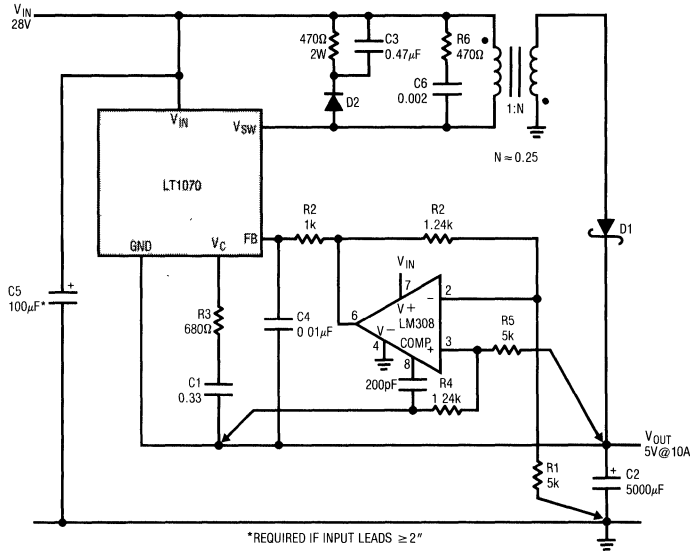 VIN
28V
470Ω
2W
C3
0.47µF
R6
470Ω
C6
0.002
D2
1:N
N ≈ 0.25
VIN
VSW
LT1070
GND
VC
FB
R2
1k
R2
1.24k
D1
VIN
7
V+
2
−
6
LM308
V−
4
COMP
+
3
8
R5
5k
C5
100µF*
+
R3
680Ω
C4
0 01µF
C1
0.33
200pF
R4
1 24k
VOUT
5V@10A
R1
5k
+
C2
5000µF
*REQUIRED IF INPUT LEADS ≥ 2"